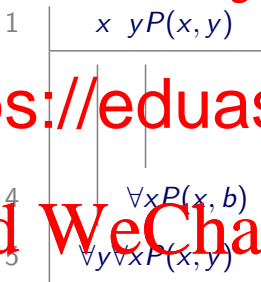 1 x yP(x, y)
s://eduas
4 ∀xP(x, b)
d WeCha
5 ∀y∀xP(x, y)